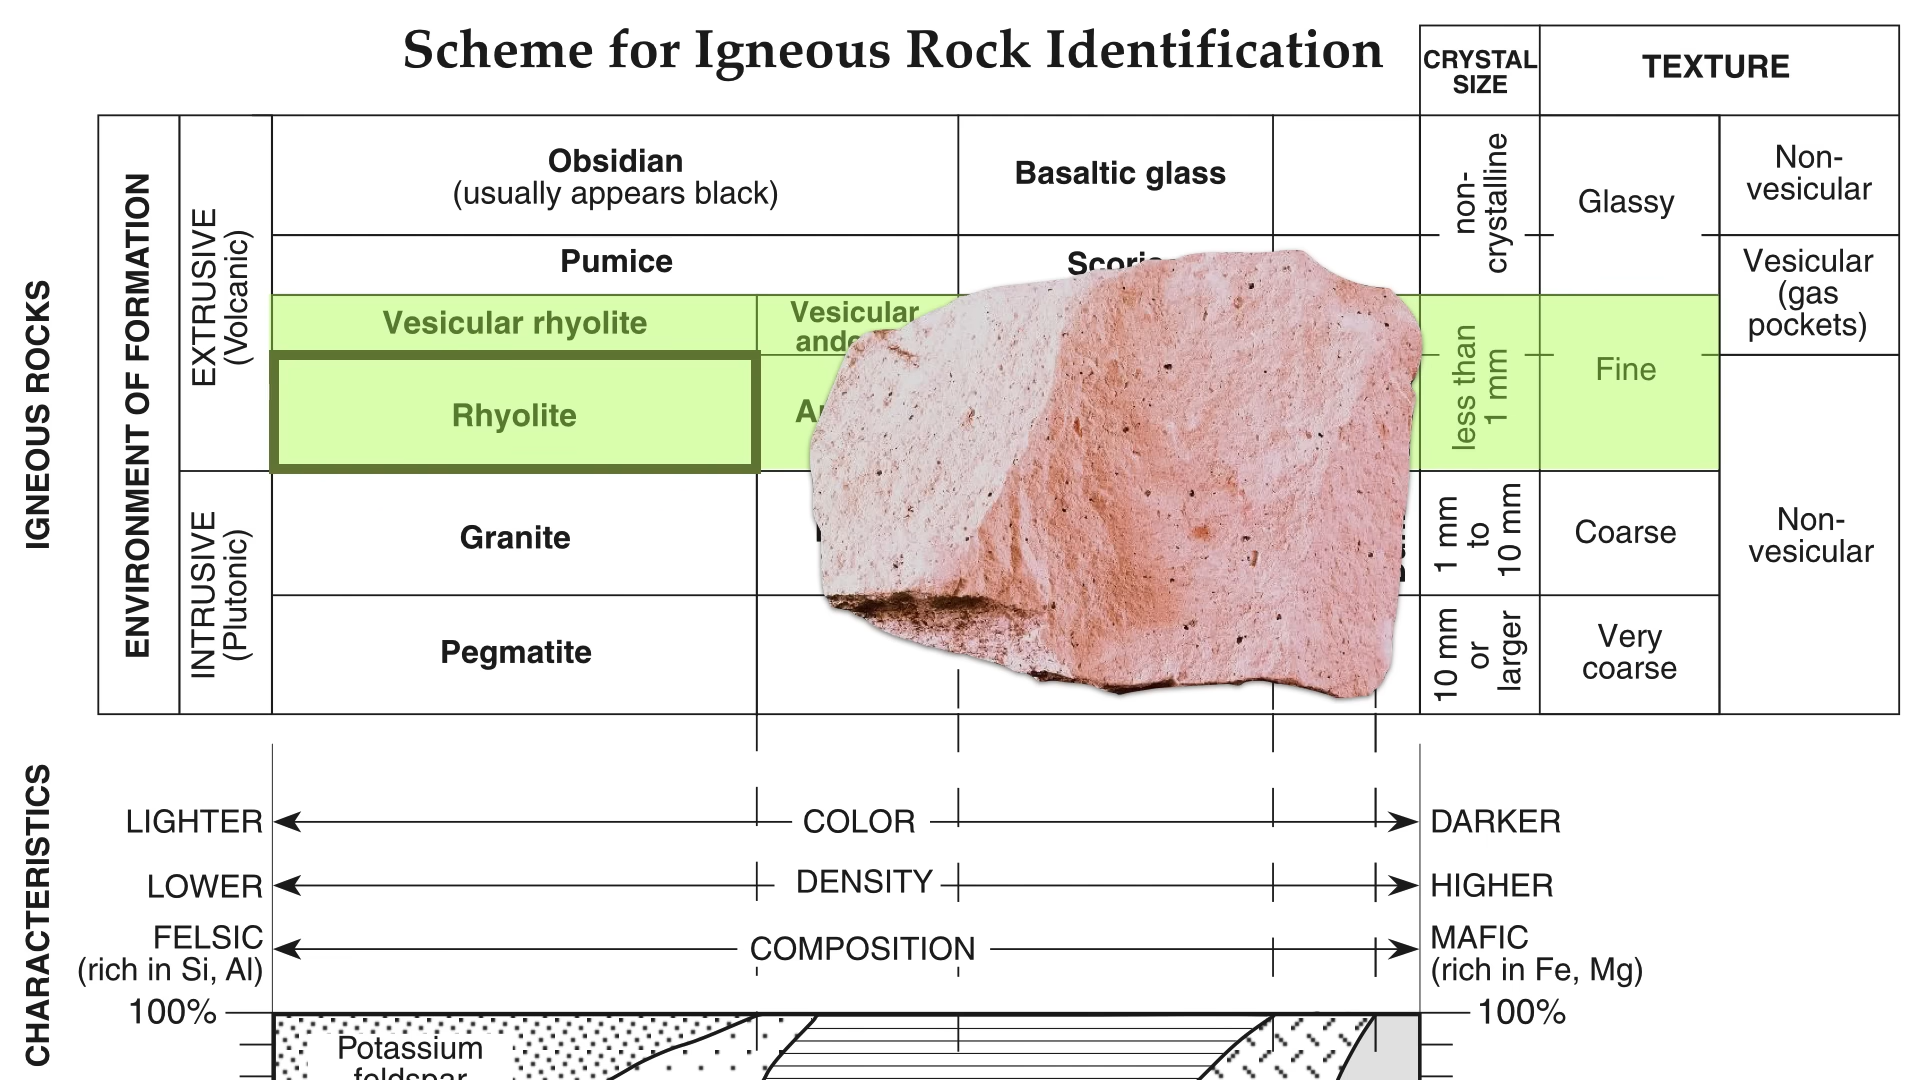 Scheme for Igneous Rock Identification
CRYSTAL
SIZE
TEXTURE
IGNEOUS ROCKS
ENVIRONMENT OF FORMATION
EXTRUSIVE
(Volcanic)
INTRUSIVE
(Plutonic)
Obsidian
(usually appears black)
Basaltic glass
non-
crystalline
Glassy
Non-
vesicular
Pumice
Vesicular
(gas
pockets)
Vesicular rhyolite
Vesicular
Rhyolite
less than
1 mm
Fine
Granite
1 mm
to
10 mm
Coarse
Non-
vesicular
Pegmatite
10 mm
or
larger
Very
coarse
CHARACTERISTICS
LIGHTER
COLOR
DARKER
LOWER
DENSITY
HIGHER
FELSIC
(rich in Si, Al)
COMPOSITION
MAFIC
(rich in Fe, Mg)
100%
100%
Potassium
feldspar